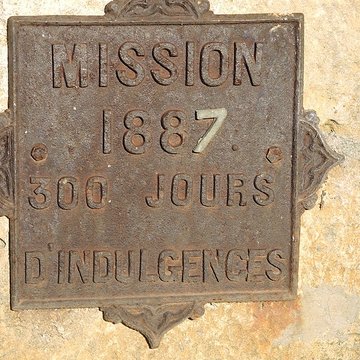 MISSION
1887
300 JOURS
D'INDULGENCES